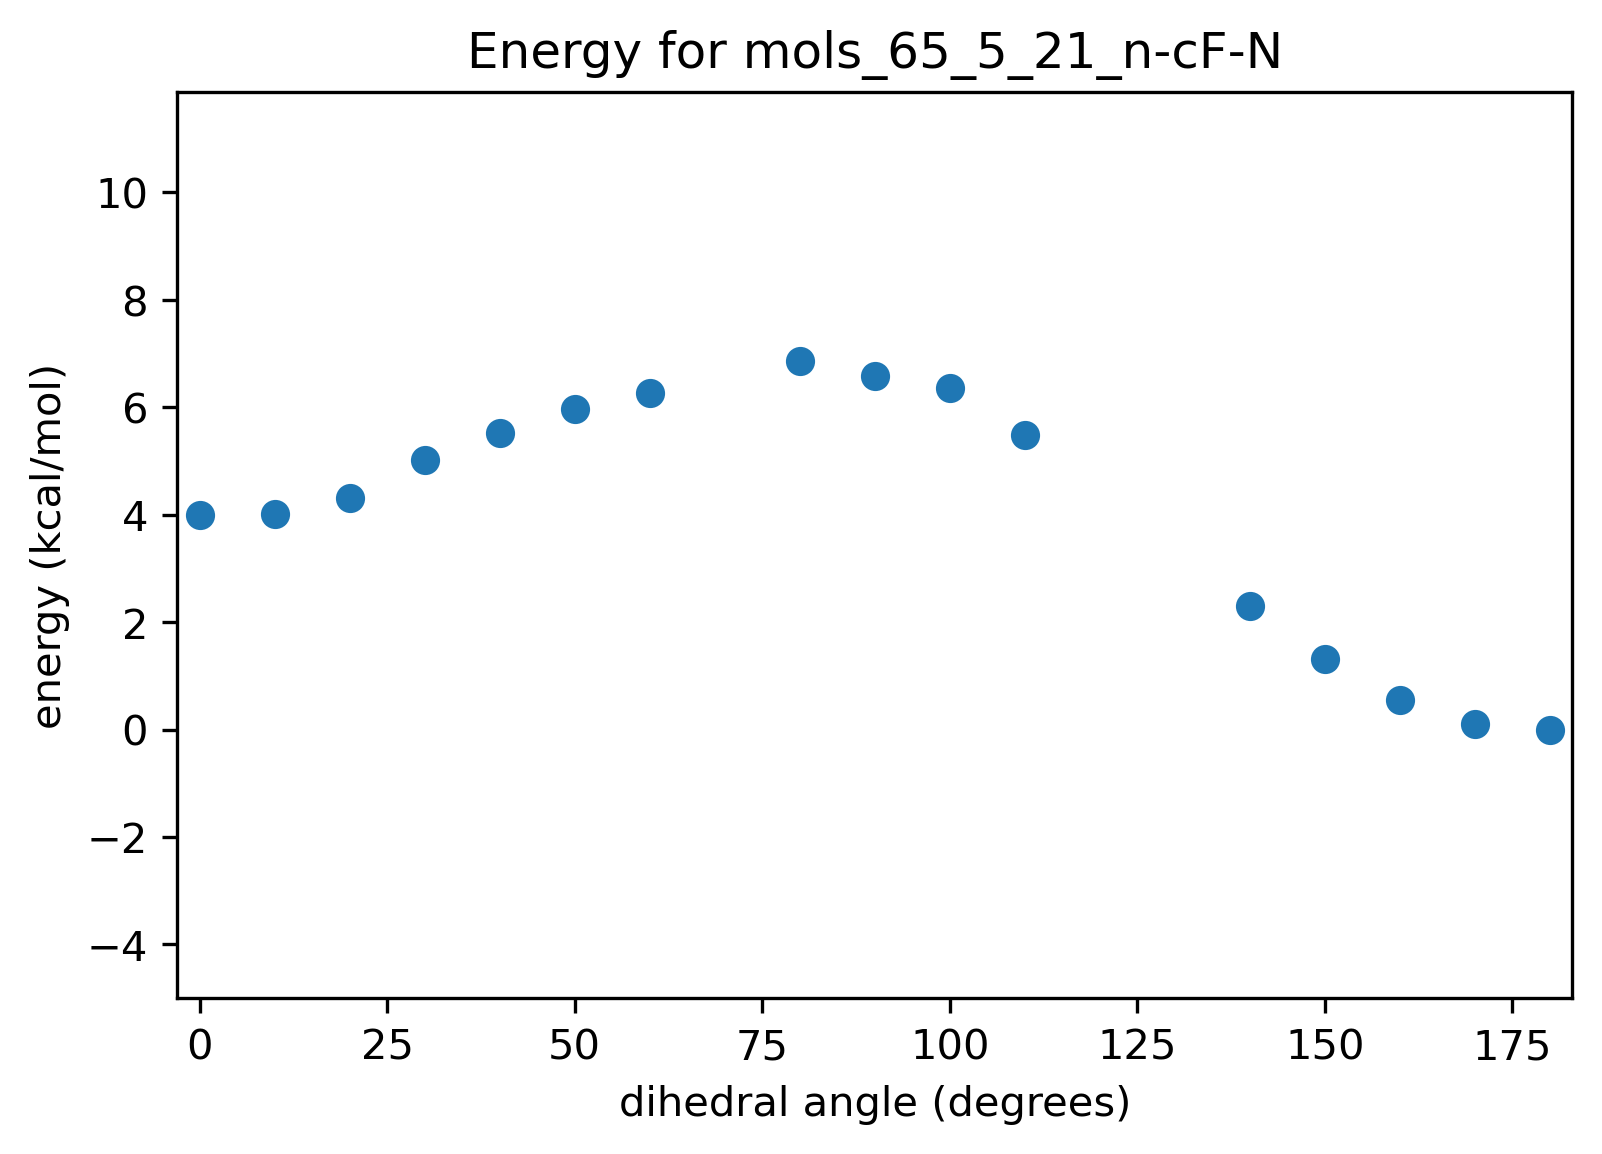 Energy for mols_65_5_21_n-cF-N
energy (kcal/mol)
10
8
6
4
2
0
−2
−4
0 25 50 75 100 125 150 175
dihedral angle (degrees)